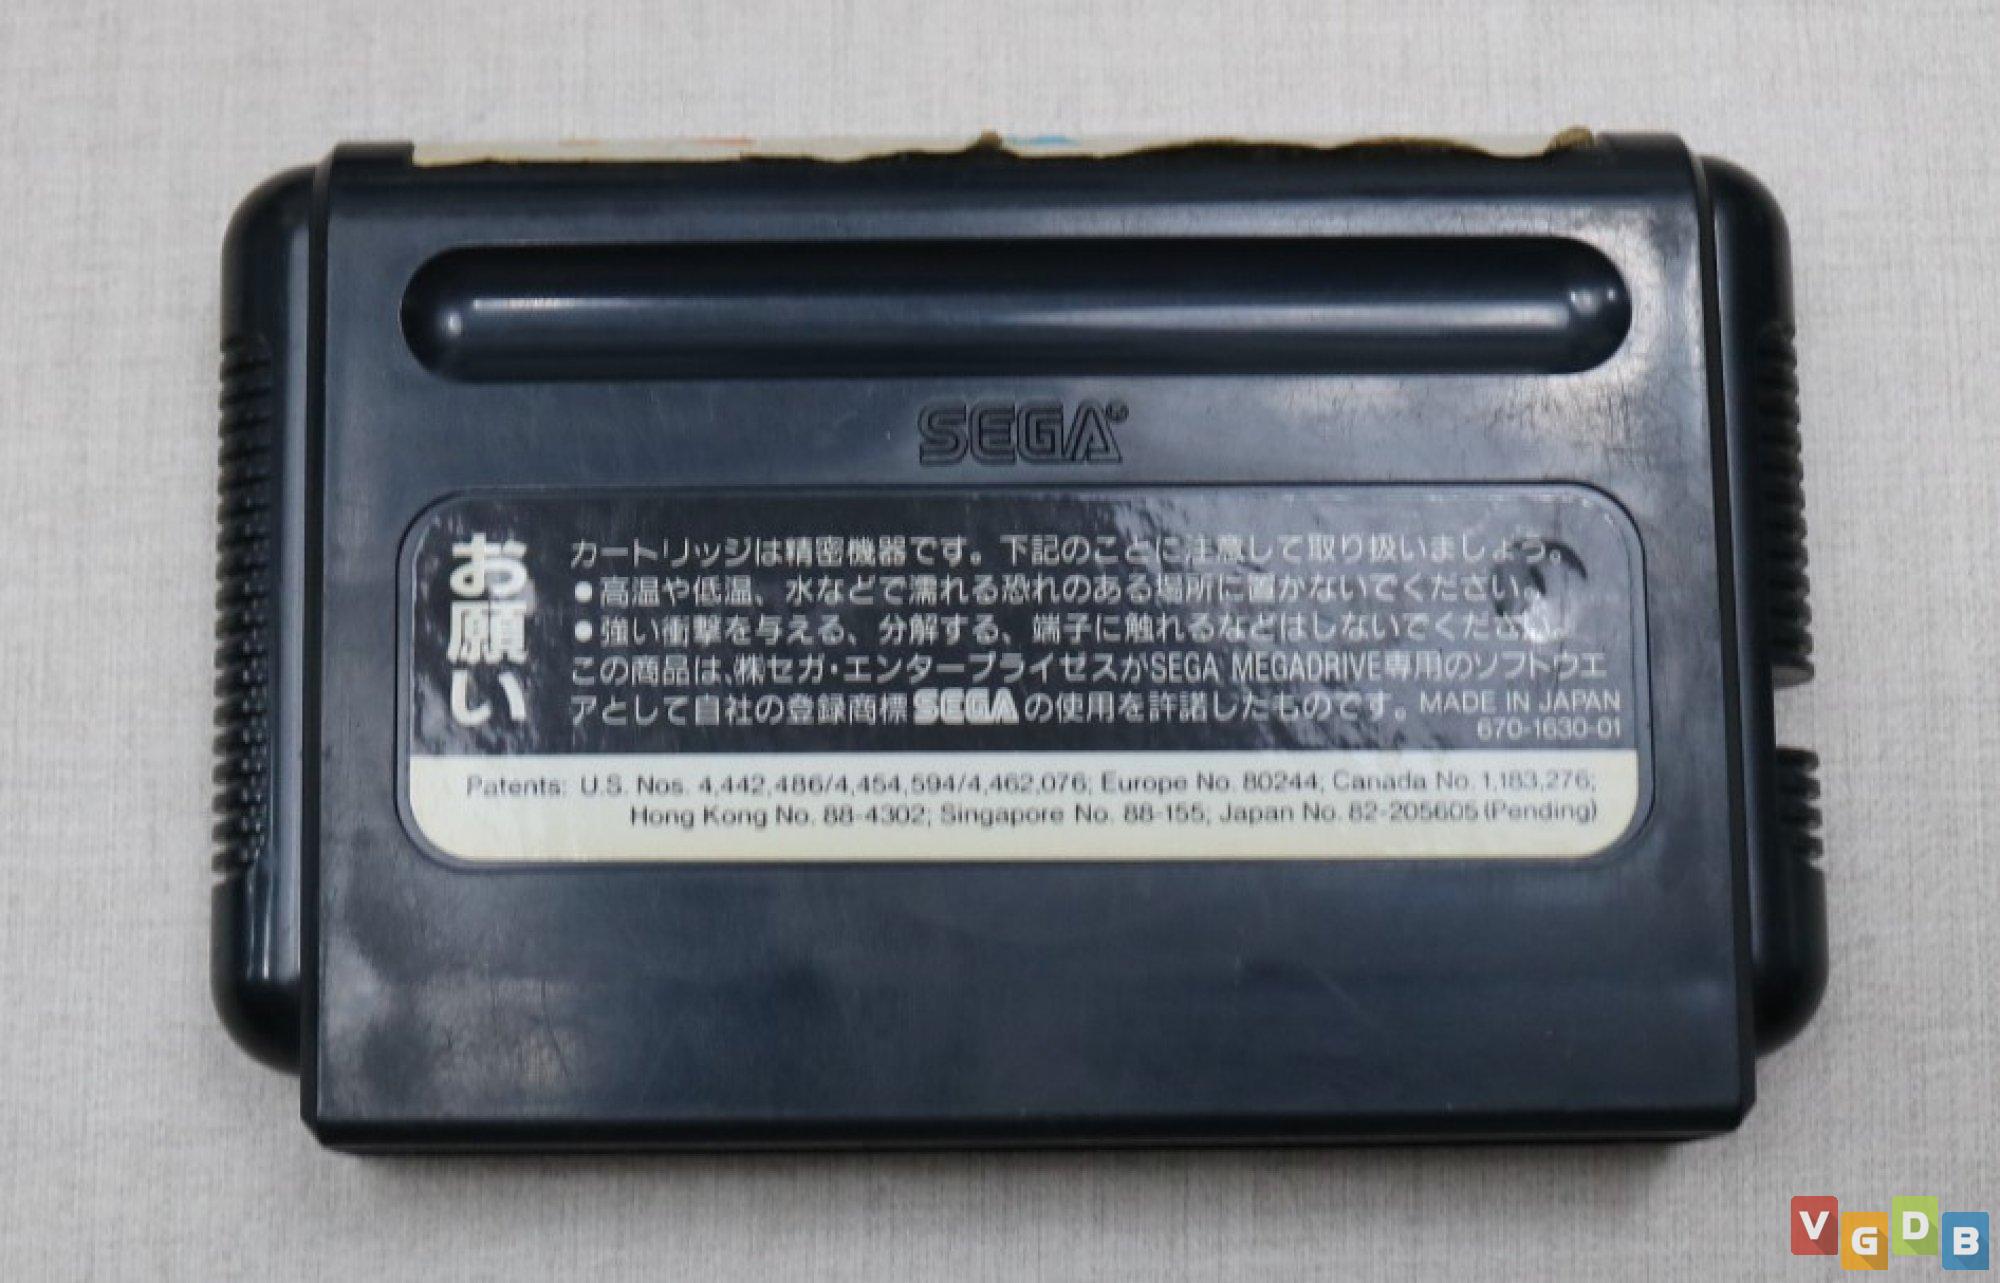 SEGA®
お願い
カートリッジは精密機器です。下記のことに注意して取り扱いましょう。
●高温や低温、水などで濡れる恐れのある場所に置かないでください。
●強い衝撃を与える、分解する、端子に触れるなどはしないでください。
この商品は、㈱セガ・エンタープライゼスがSEGA MEGADRIVE専用のソフトウエ
アとして自社の登録商標SEGAの使用を許諾したものです。MADE IN JAPAN
670-1630-01
Patents: U.S. Nos. 4,442,486/4,454,594/4,462,076; Europe No. 80244; Canada No. 1,183,276;
Hong Kong No. 88-4302; Singapore No. 88-155; Japan No. 82-205605 (Pending)
VGDB